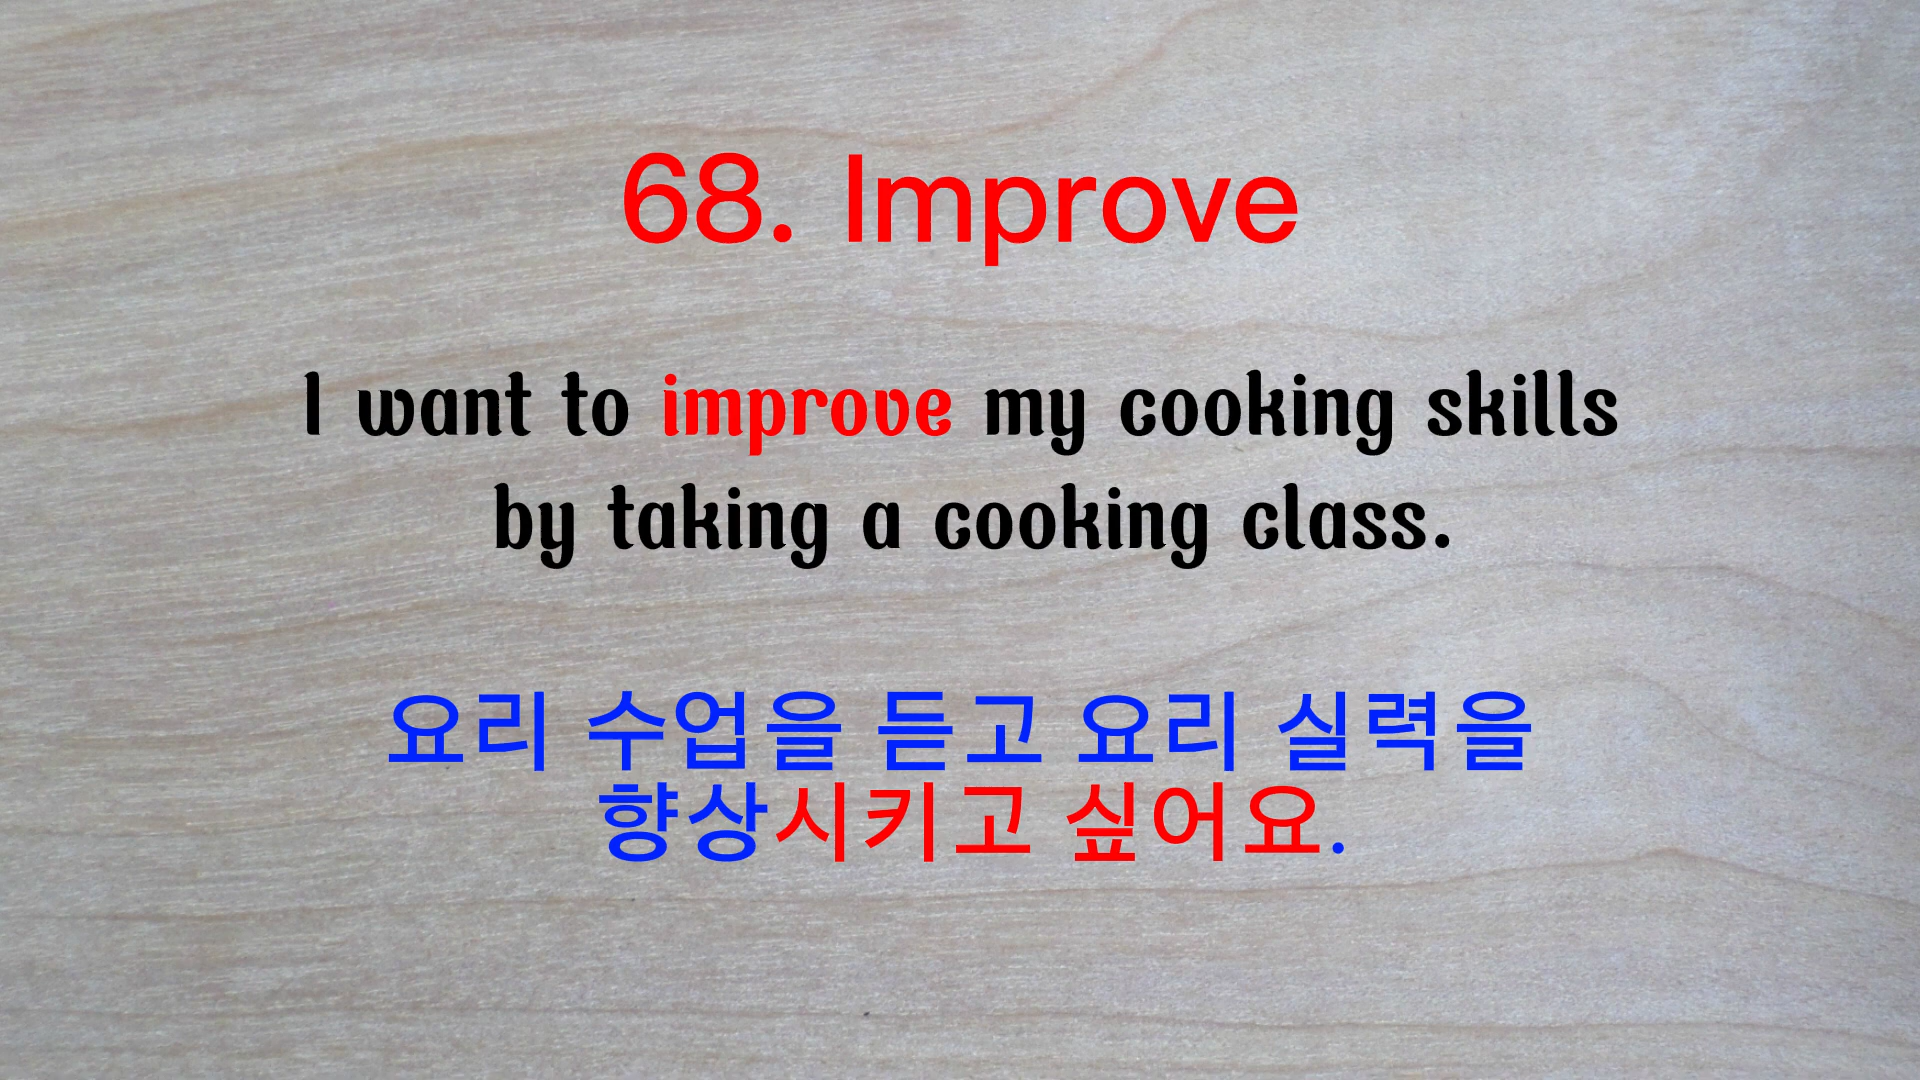 68. Improve
I want to improve my cooking skills
by taking a cooking class.
요리 수업을 듣고 요리 실력을
향상시키고 싶어요.